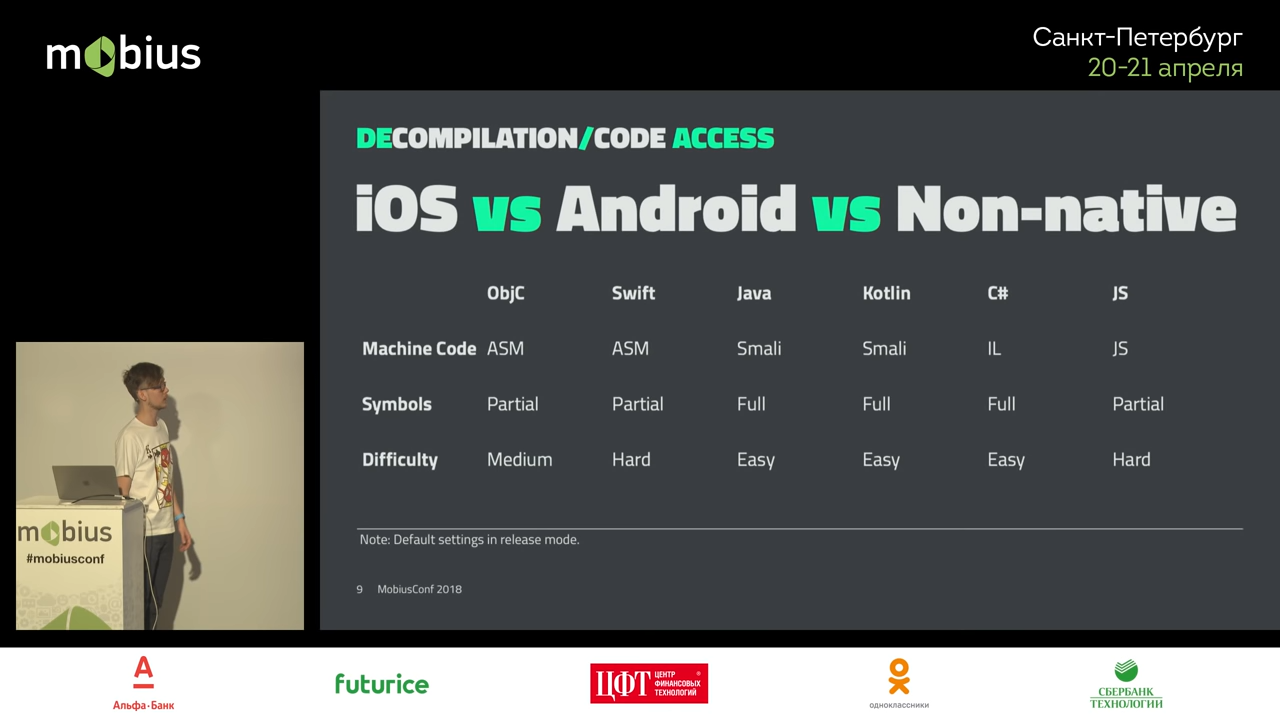 mobius
Санкт-Петербург
20-21 апреля
DECOMPILATION/CODE ACCESS
iOS vs Android vs Non-native
ObjC Swift Java Kotlin C# JS
Machine Code ASM ASM Smali Smali IL JS
Symbols Partial Partial Full Full Full Partial
Difficulty Medium Hard Easy Easy Easy Hard
Note: Default settings in release mode.
9 MobiusConf 2018
mobius
#mobiusconf
А
Альфа·Банк
futurice
ЦФТ ЦЕНТР ФИНАНСОВЫХ ТЕХНОЛОГИЙ
одноклассники
СБЕРБАНК
ТЕХНОЛОГИИ